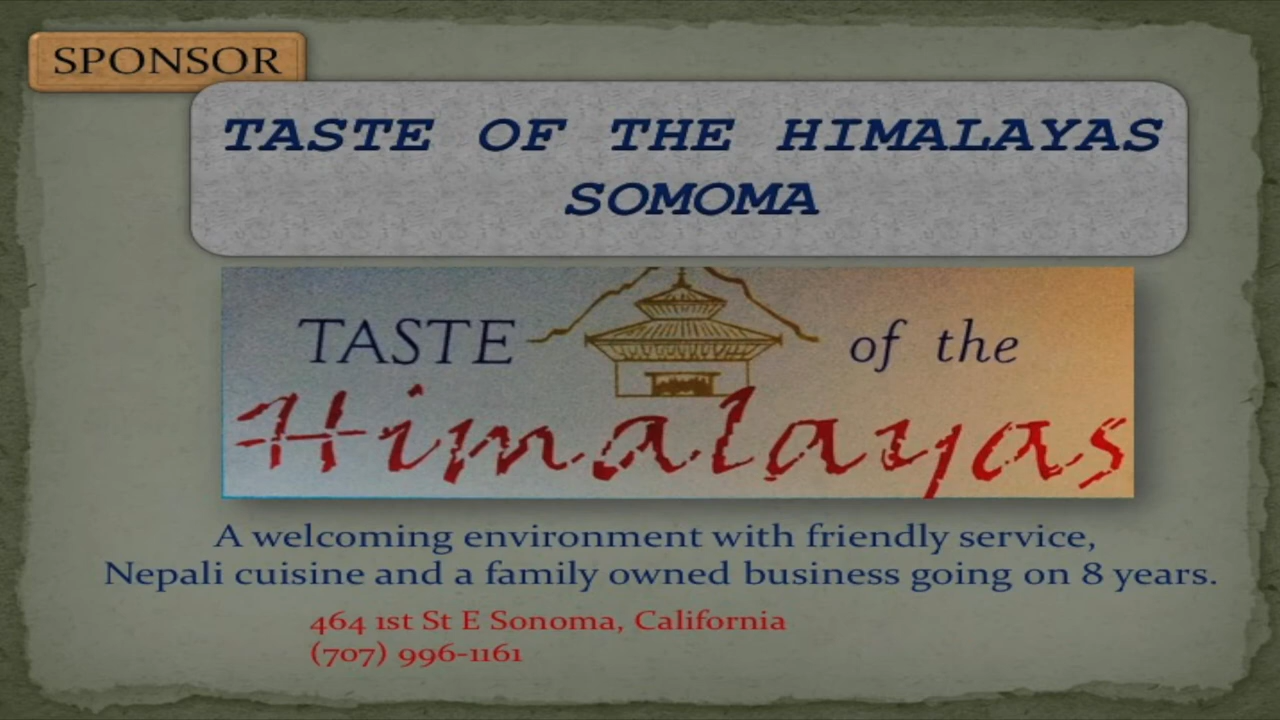 SPONSOR
TASTE OF THE HIMALAYAS
SOMOMA
TASTE of the
Himalayas
A welcoming environment with friendly service,
Nepali cuisine and a family owned business going on 8 years.
464 1st St E Sonoma, California
(707) 996-1161